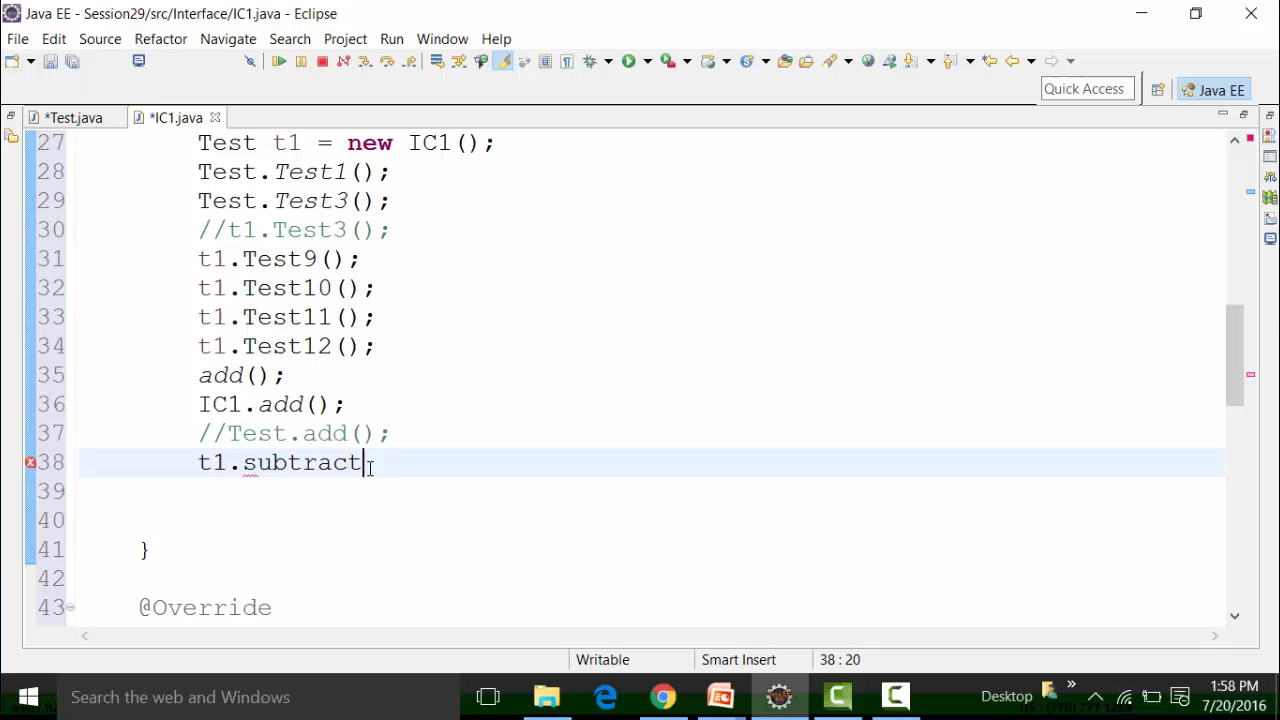 Java EE - Session29/src/Interface/IC1.java - Eclipse
File Edit Source Refactor Navigate Search Project Run Window Help
Quick Access
Java EE
*Test.java
*IC1.java
27 Test t1 = new IC1();
28 Test.Test1();
29 Test.Test3();
30 //t1.Test3();
31 t1.Test9();
32 t1.Test10();
33 t1.Test11();
34 t1.Test12();
35 add();
36 IC1.add();
37 //Test.add();
38 t1.subtract
39
40
41 }
42
43 @Override
Writable Smart Insert 38 : 20
Search the web and Windows
Desktop
1:58 PM
7/20/2016